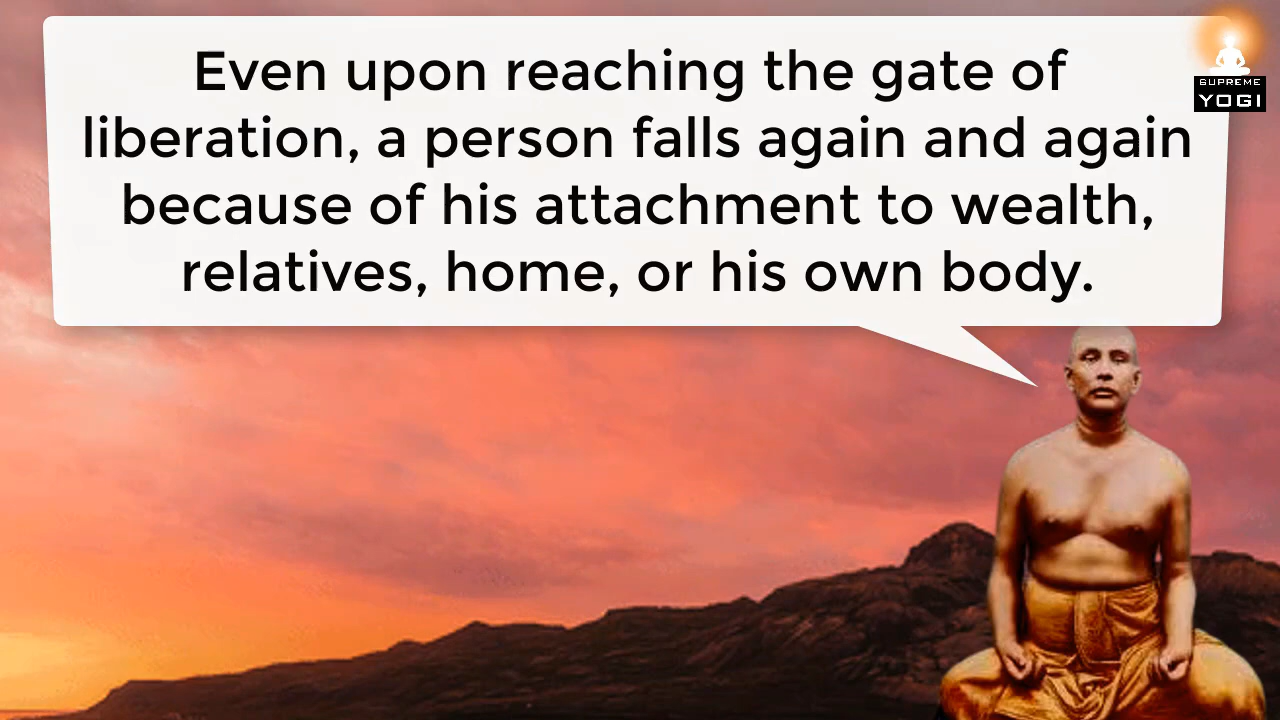 Even upon reaching the gate of
liberation, a person falls again and again
because of his attachment to wealth,
relatives, home, or his own body.
SUPREME
YOGI